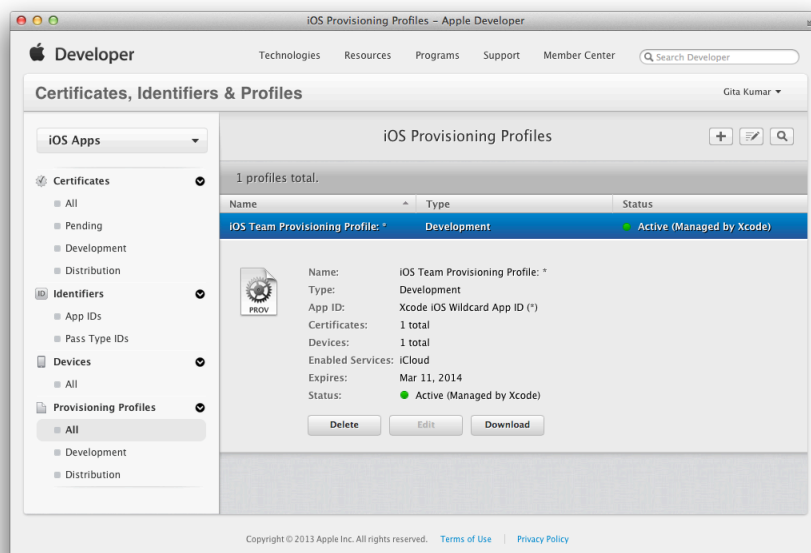 iOS Provisioning Profiles – Apple Developer
Developer
Technologies Resources Programs Support Member Center Search Developer
Certificates, Identifiers & Profiles
Gita Kumar
iOS Apps
Certificates
All
Pending
Development
Distribution
ID Identifiers
App IDs
Pass Type IDs
Devices
All
Provisioning Profiles
All
Development
Distribution
iOS Provisioning Profiles
1 profiles total.
Name Type Status
iOS Team Provisioning Profile: * Development Active (Managed by Xcode)
PROV
Name: iOS Team Provisioning Profile: *
Type: Development
App ID: Xcode iOS Wildcard App ID (*)
Certificates: 1 total
Devices: 1 total
Enabled Services: iCloud
Expires: Mar 11, 2014
Status: Active (Managed by Xcode)
Delete Edit Download
Copyright © 2013 Apple Inc. All rights reserved. Terms of Use Privacy Policy